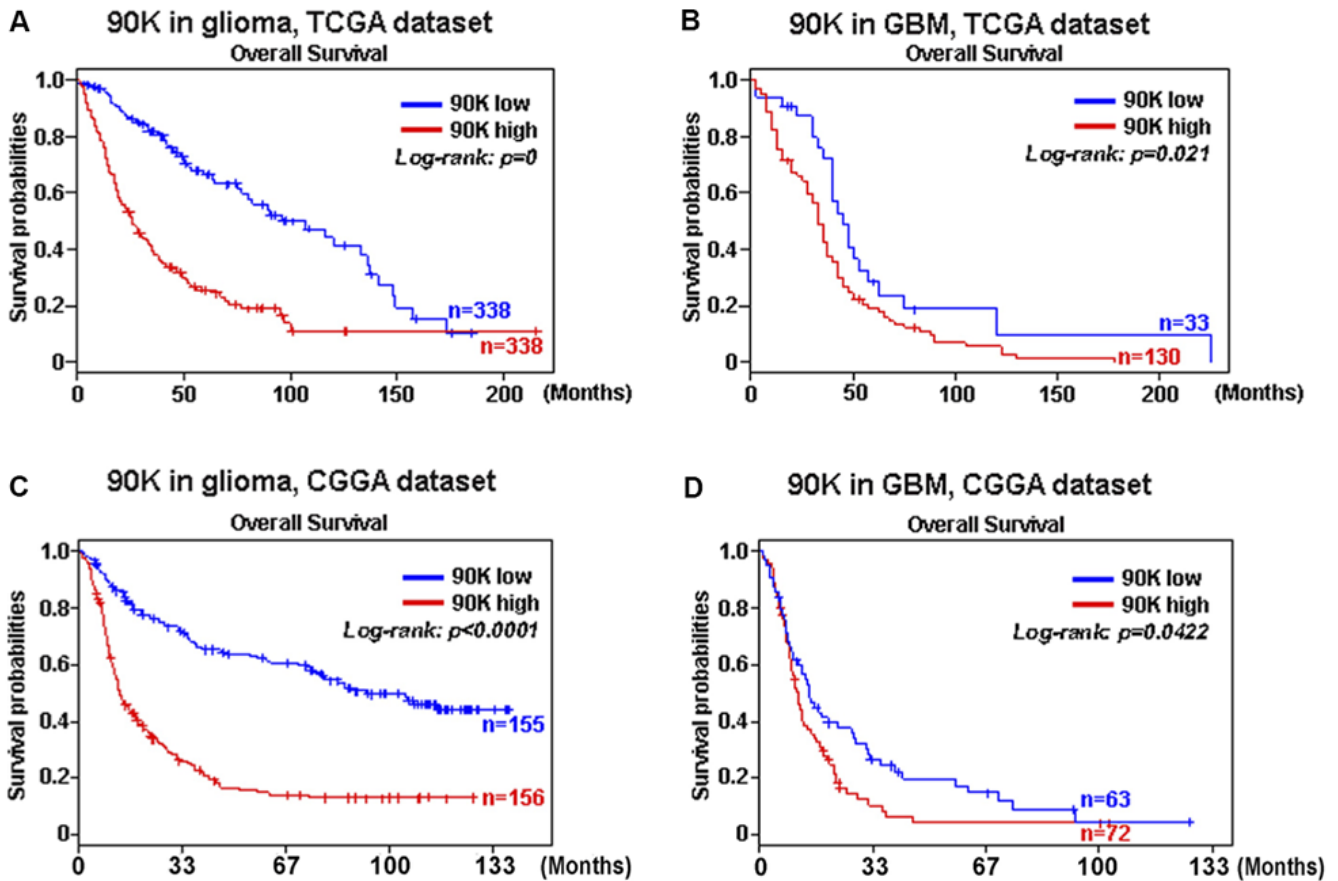 A
90K in glioma, TCGA dataset
Overall Survival
Survival probabilities
1.0
0.8
0.6
0.4
0.2
0
90K low
90K high
Log-rank: p=0
n=338
n=338
0 50 100 150 200 (Months)
B
90K in GBM, TCGA dataset
Overall Survival
Survival probabilities
1.0
0.8
0.6
0.4
0.2
0
90K low
90K high
Log-rank: p=0.021
n=33
n=130
0 50 100 150 200 (Months)
C
90K in glioma, CGGA dataset
Overall Survival
Survival probabilities
1.0
0.8
0.6
0.4
0.2
0
90K low
90K high
Log-rank: p<0.0001
n=155
n=156
0 33 67 100 133 (Months)
D
90K in GBM, CGGA dataset
Overall Survival
Survival probabilities
1.0
0.8
0.6
0.4
0.2
0
90K low
90K high
Log-rank: p=0.0422
n=63
n=72
0 33 67 100 133 (Months)